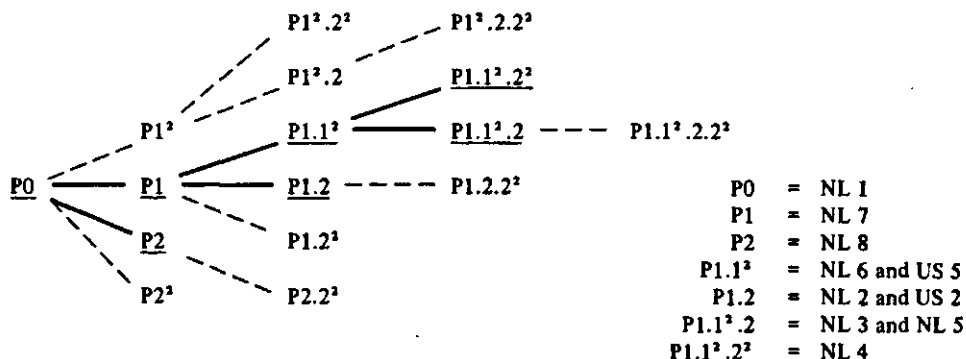 P1².2² P1².2.2²
P1².2 P1.1².2²
P1² P1.1² P1.1².2 P1.1².2.2²
P0 P1 P1.2 P1.2.2²
P2 P1.2²
P2² P2.2²
P0 = NL 1
P1 = NL 7
P2 = NL 8
P1.1² = NL 6 and US 5
P1.2 = NL 2 and US 2
P1.1².2 = NL 3 and NL 5
P1.1².2² = NL 4